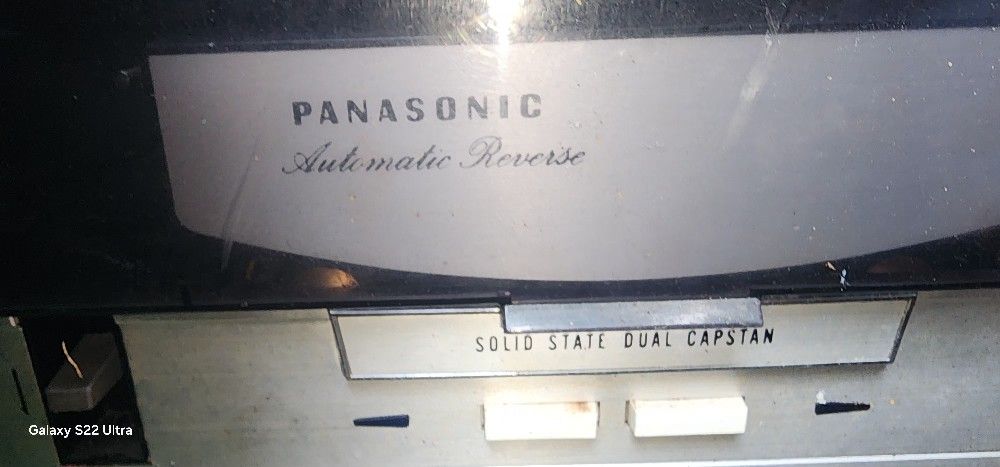 PANASONIC
Automatic Reverse
SOLID STATE DUAL CAPSTAN
Galaxy S22 Ultra